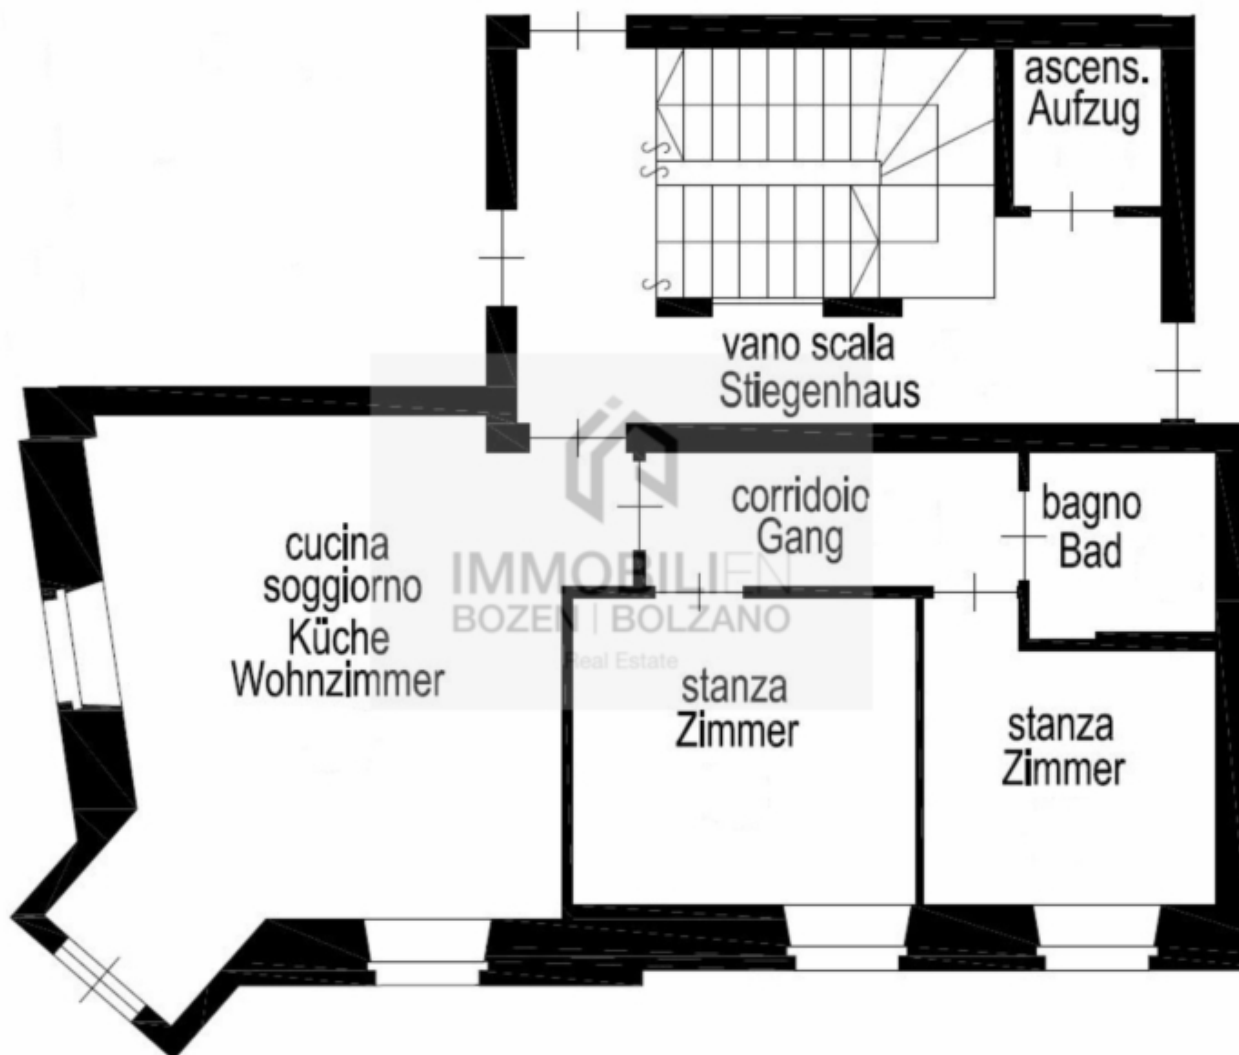 ascens.
Aufzug
vano scala
Stiegenhaus
corridoio
Gang
bagno
Bad
cucina
soggiorno
Küche
Wohnzimmer
IMMOBILIEN
BOZEN | BOLZANO
Real Estate
stanza
Zimmer
stanza
Zimmer